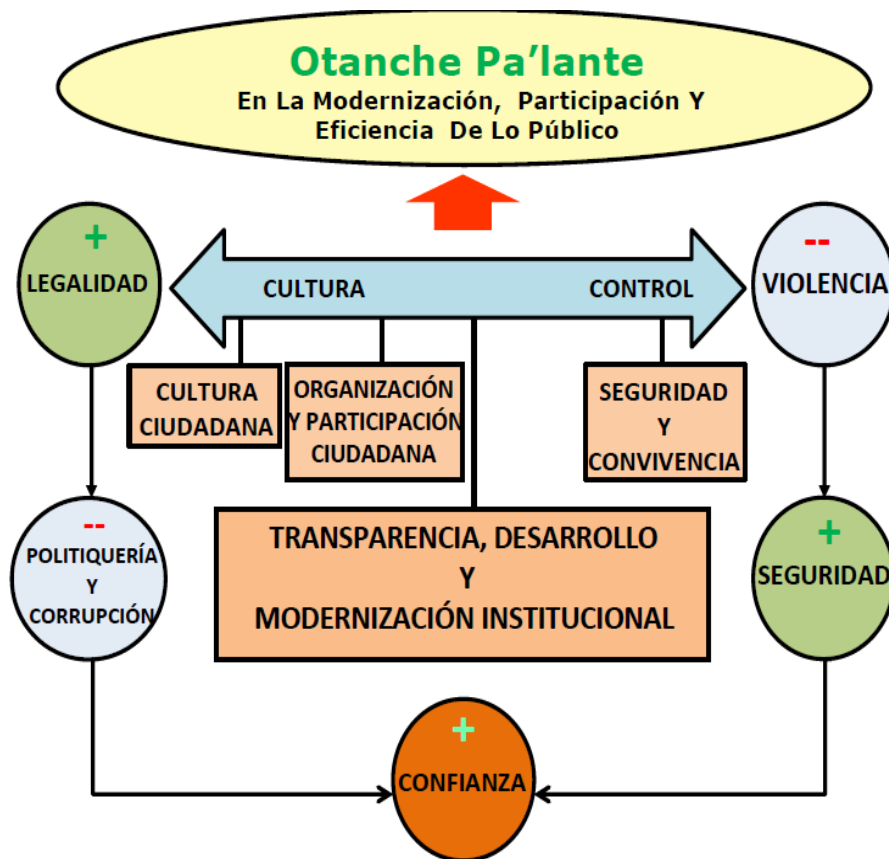 Otanche Pa'lante
En La Modernización, Participación Y
Eficiencia De Lo Público
+
LEGALIDAD
CULTURA
CONTROL
--
VIOLENCIA
CULTURA
CIUDADANA
ORGANIZACIÓN
Y PARTICIPACIÓN
CIUDADANA
SEGURIDAD
Y
CONVIVENCIA
--
POLITIQUERÍA
Y
CORRUPCIÓN
TRANSPARENCIA, DESARROLLO
Y
MODERNIZACIÓN INSTITUCIONAL
+
SEGURIDAD
+
CONFIANZA